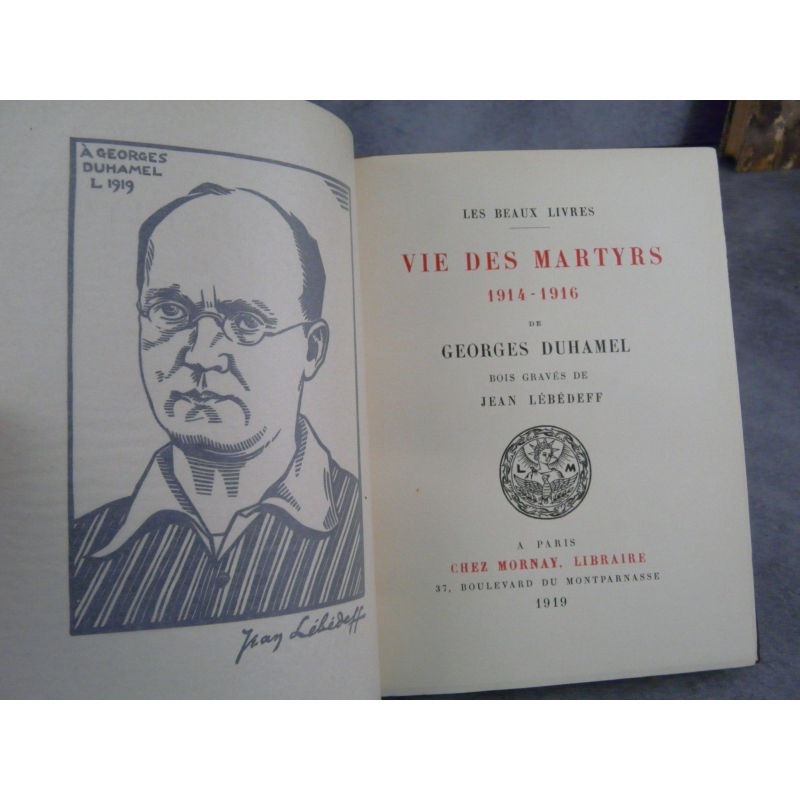 À GEORGES
DUHAMEL
L 1919
Jean Lébédeff
LES BEAUX LIVRES
VIE DES MARTYRS
1914-1916
DE
GEORGES DUHAMEL
BOIS GRAVÉS DE
JEAN LÉBÉDEFF
L M
A PARIS
CHEZ MORNAY, LIBRAIRE
37, BOULEVARD DU MONTPARNASSE
1919